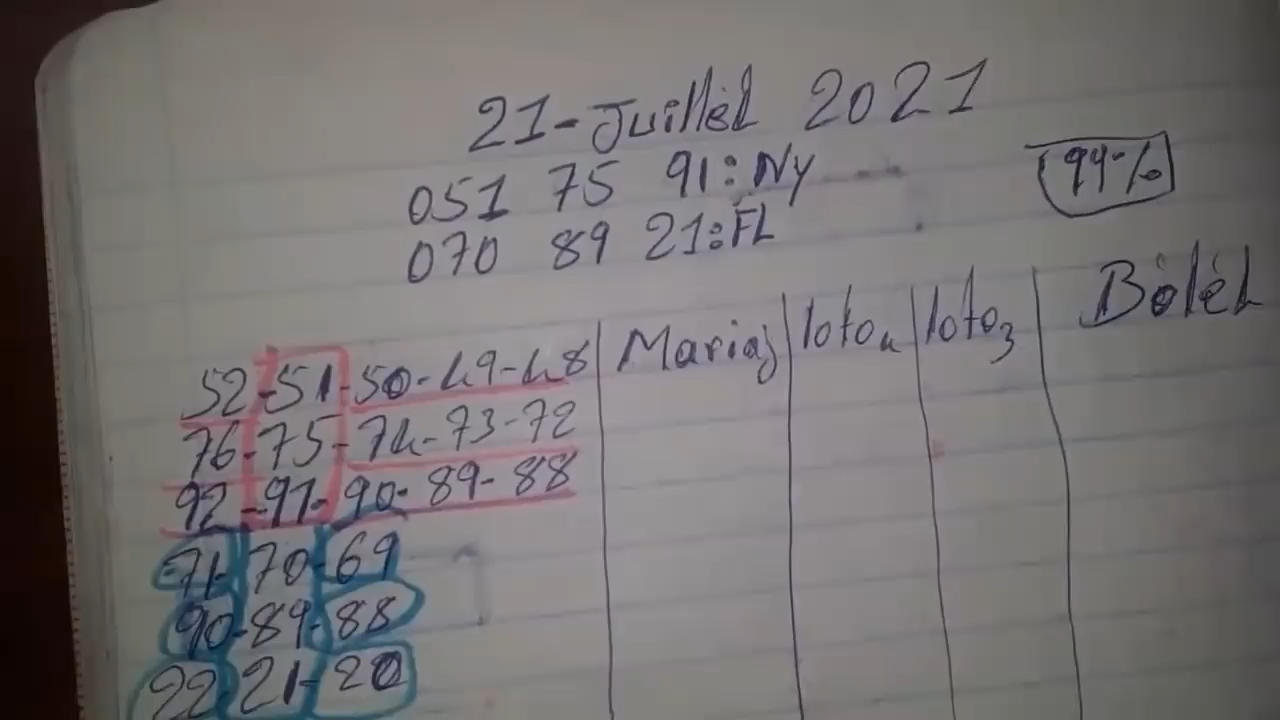 21-Juillèt 2021
051 75 91:Ny
94%
070 89 21:FL
52-51-50-49-48 Mariaj loto4 loto3 Bòlèt
76-75-74-73-72
92-91-90-89-88
71-70-69
90-89-88
22-21-20